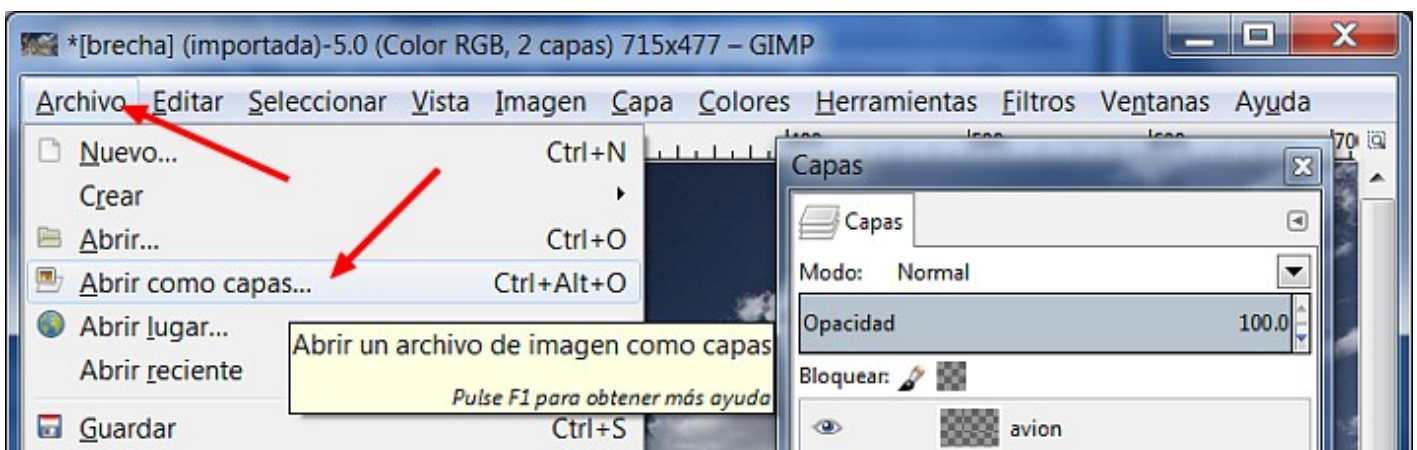 *[brecha] (importada)-5.0 (Color RGB, 2 capas) 715x477 – GIMP
Archivo Editar Seleccionar Vista Imagen Capa Colores Herramientas Filtros Ventanas Ayuda
Nuevo... Ctrl+N
Crear
Abrir... Ctrl+O
Abrir como capas... Ctrl+Alt+O
Abrir lugar...
Abrir reciente
Guardar Ctrl+S
Abrir un archivo de imagen como capas
Pulse F1 para obtener más ayuda
Capas
Capas
Modo: Normal
Opacidad 100.0
Bloquear:
avion